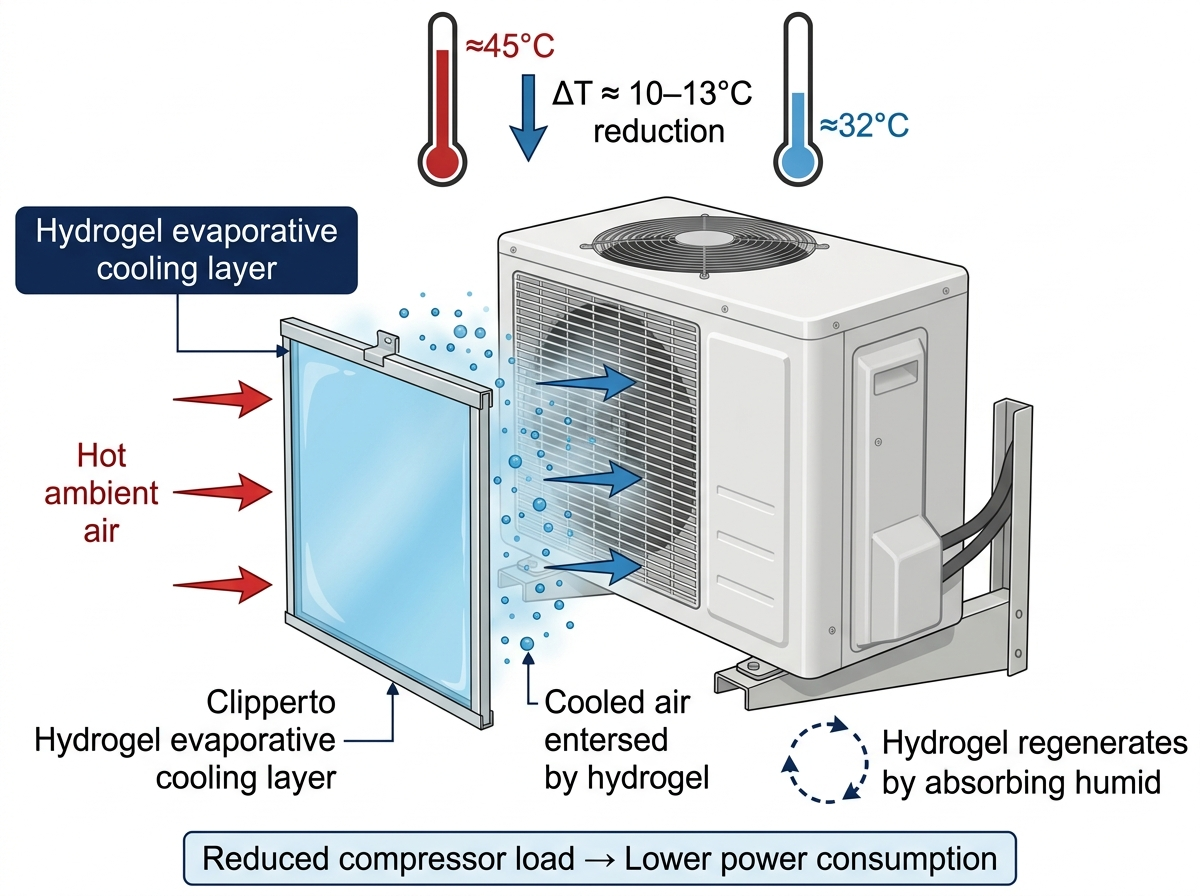 ≈45°C
ΔT ≈ 10–13°C
reduction
≈32°C
Hydrogel evaporative
cooling layer
Hot
ambient
air
Clipperto
Hydrogel evaporative
cooling layer
Cooled air
entersed
by hydrogel
Hydrogel regenerates
by absorbing humid
Reduced compressor load → Lower power consumption